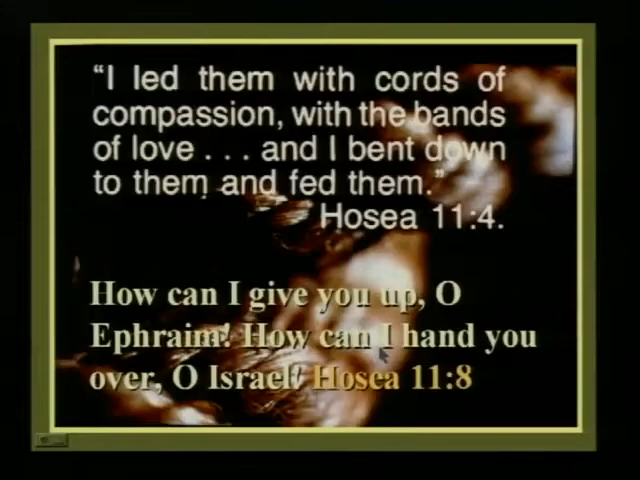 “I led them with cords of
compassion, with the bands
of love . . . and I bent down
to them and fed them.”
Hosea 11:4.
How can I give you up, O
Ephraim! How can I hand you
over, O Israel! Hosea 11:8